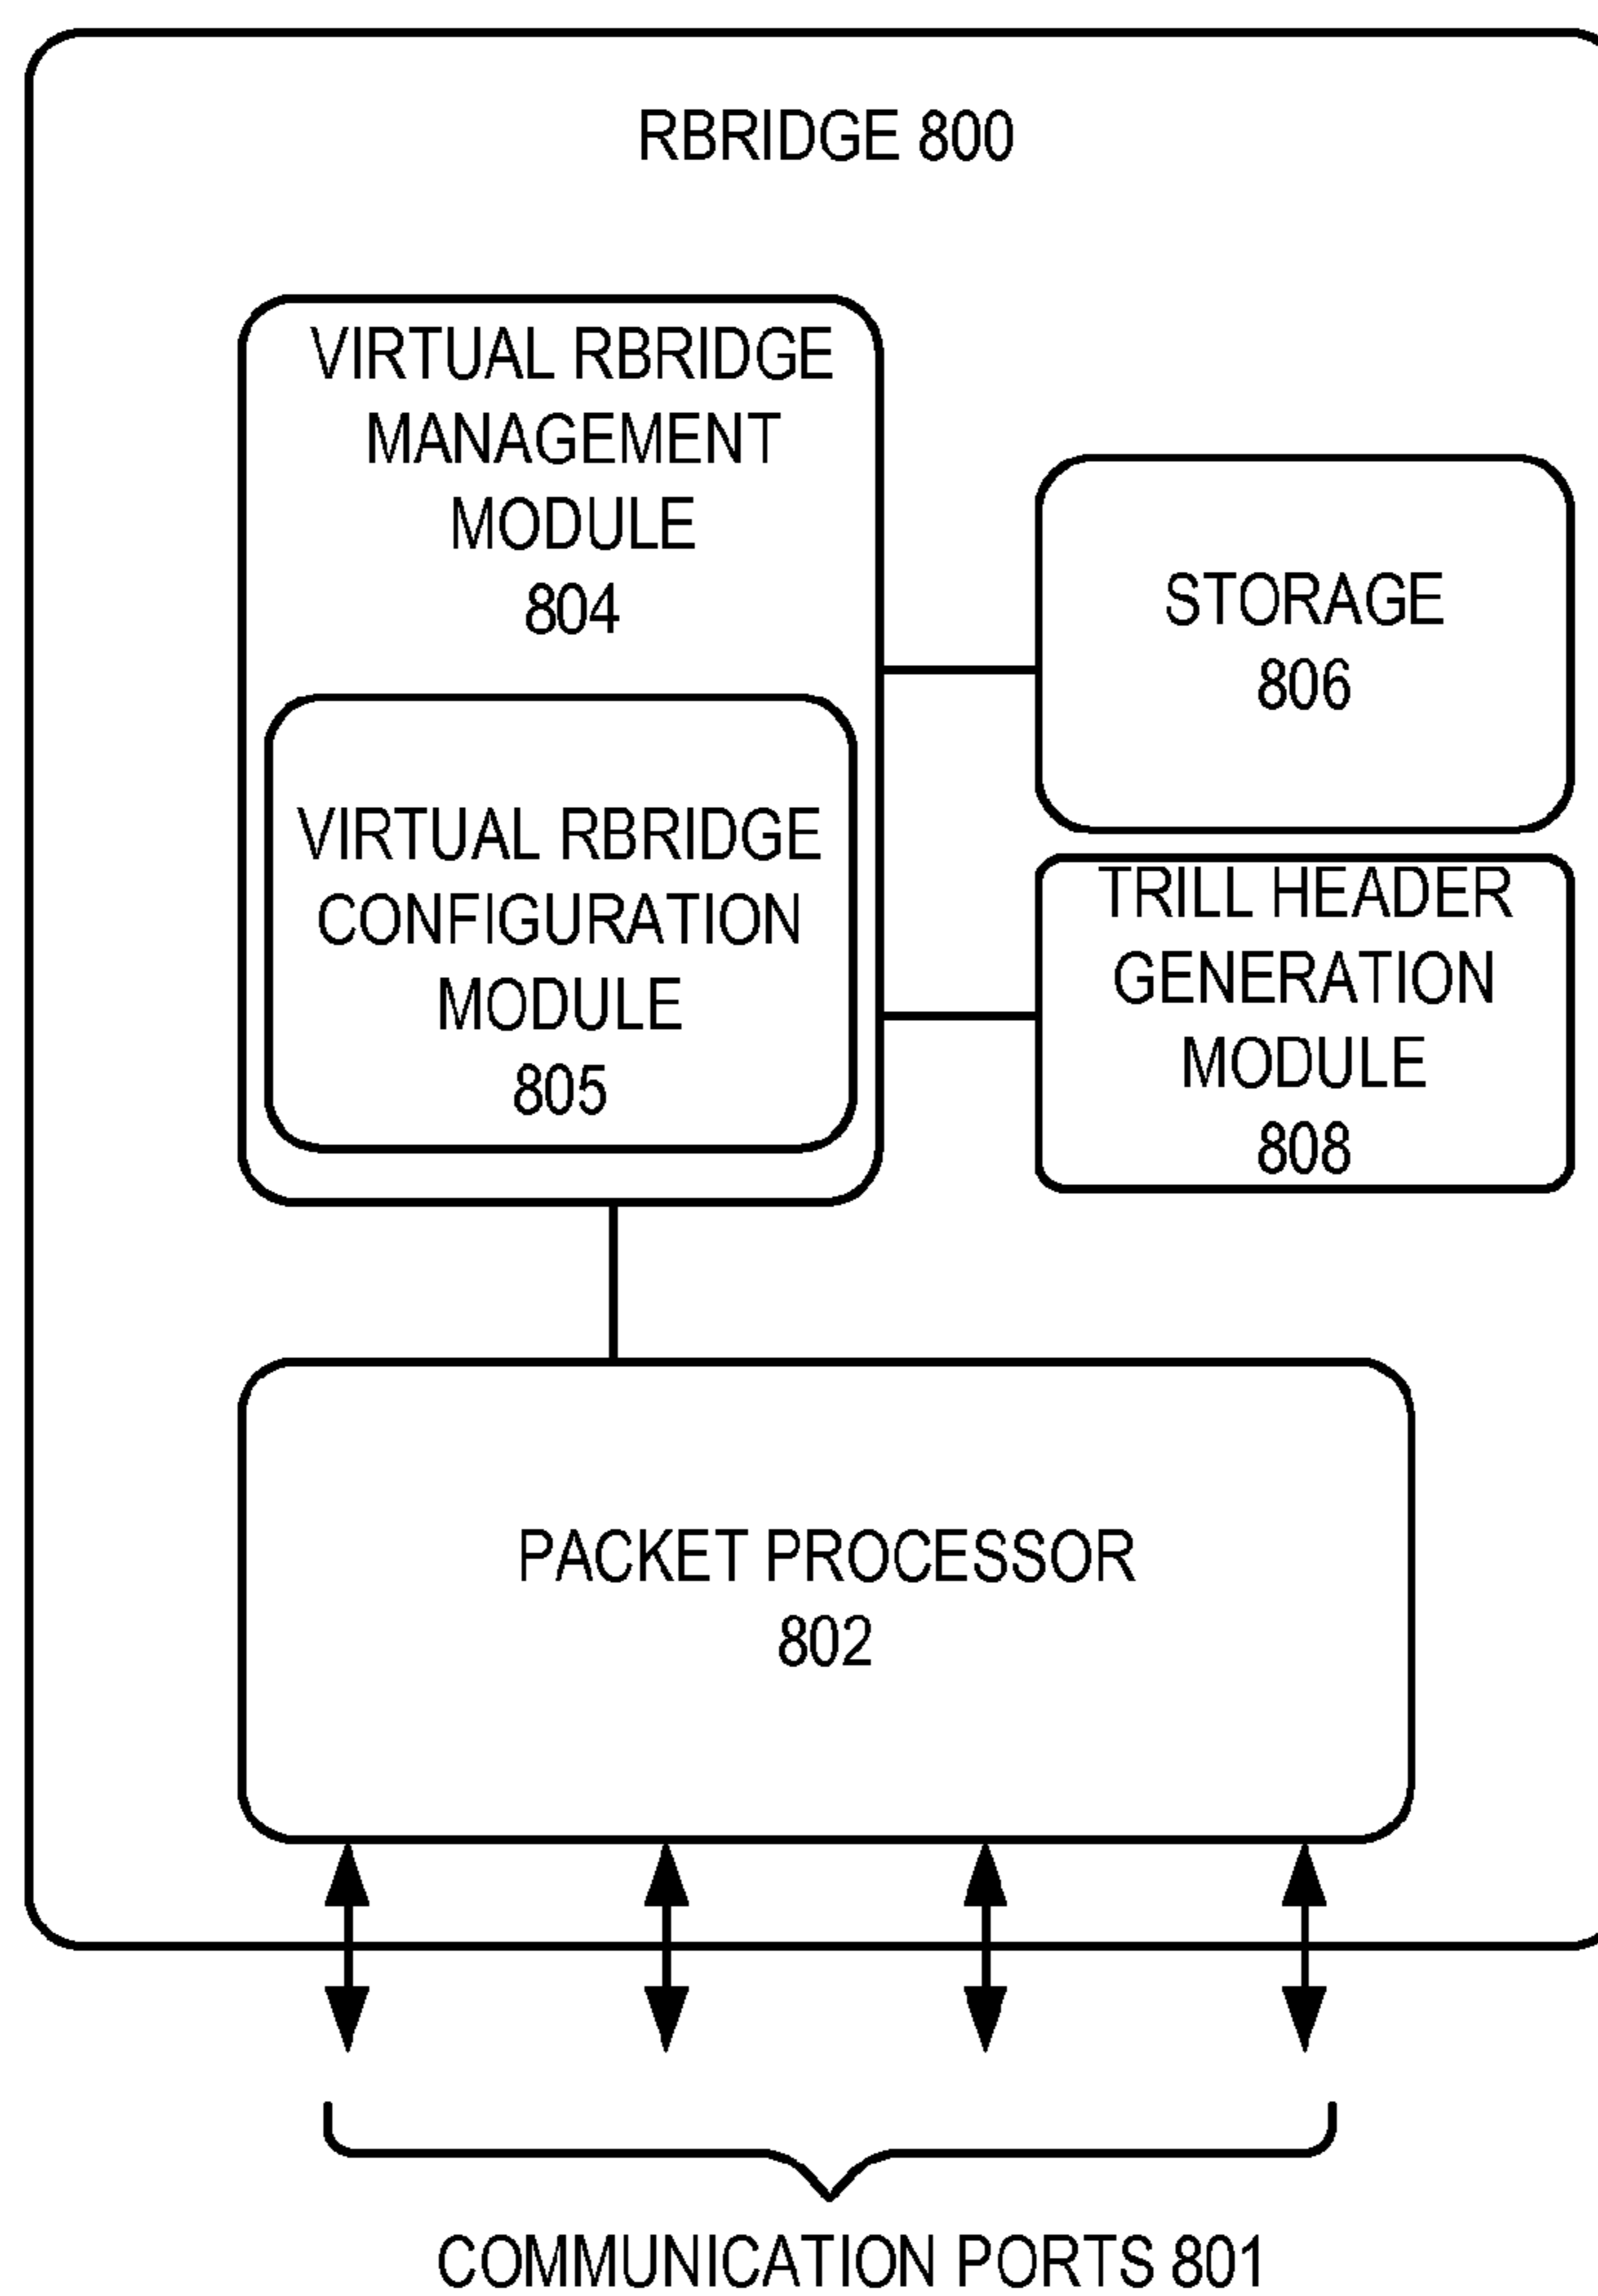 RBRIDGE 800
VIRTUAL RBRIDGE
MANAGEMENT
MODULE
804
VIRTUAL RBRIDGE
CONFIGURATION
MODULE
805
STORAGE
806
TRILL HEADER
GENERATION
MODULE
808
PACKET PROCESSOR
802
COMMUNICATION PORTS 801